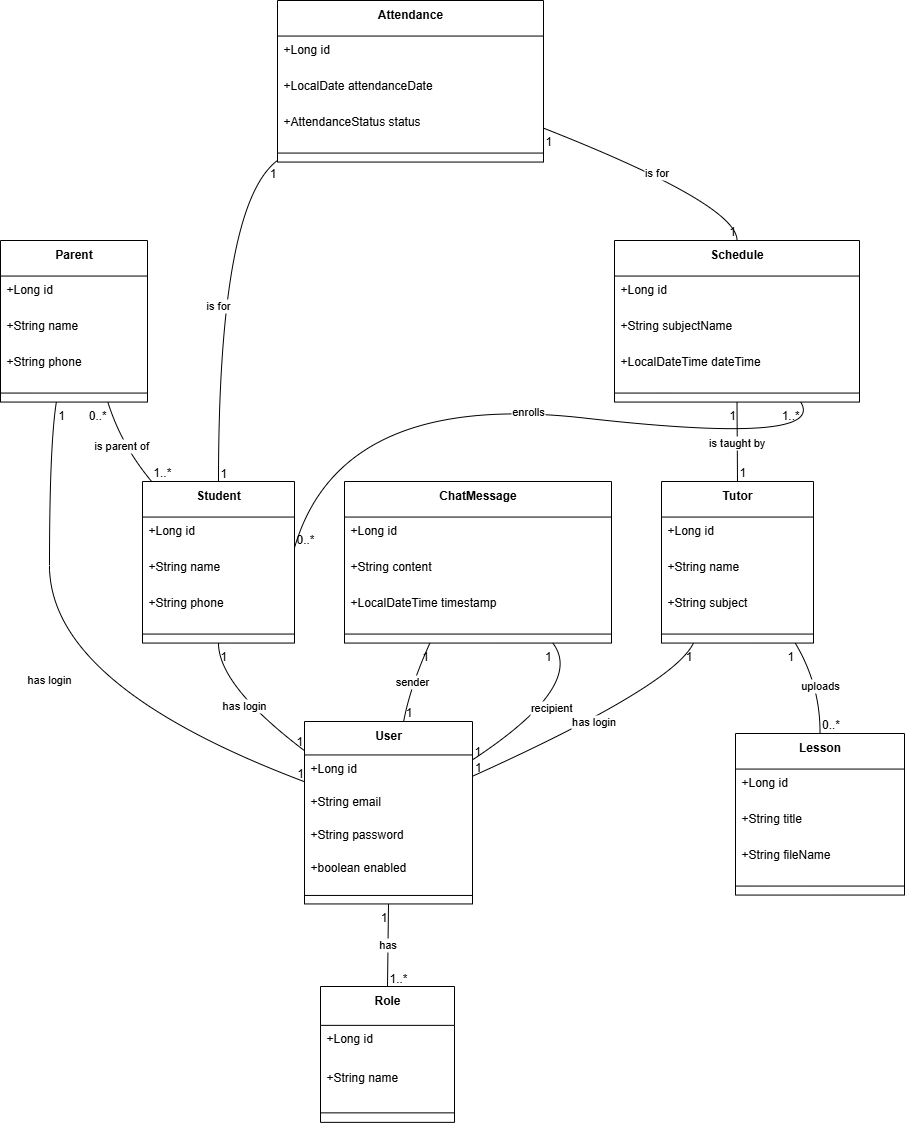 Attendance
+Long id
+LocalDate attendanceDate
+AttendanceStatus status
1
1
is for
1
is for
1
Parent
+Long id
+String name
+String phone
1
0..*
is parent of
1..*
has login
1
Schedule
+Long id
+String subjectName
+LocalDateTime dateTime
1
1..*
enrolls
0..*
is taught by
1
Student
+Long id
+String name
+String phone
1
has login
1
ChatMessage
+Long id
+String content
+LocalDateTime timestamp
1
1
sender
1
recipient
1
Tutor
+Long id
+String name
+String subject
1
1
has login
1
uploads
0..*
User
+Long id
+String email
+String password
+boolean enabled
1
has
1..*
Lesson
+Long id
+String title
+String fileName
Role
+Long id
+String name